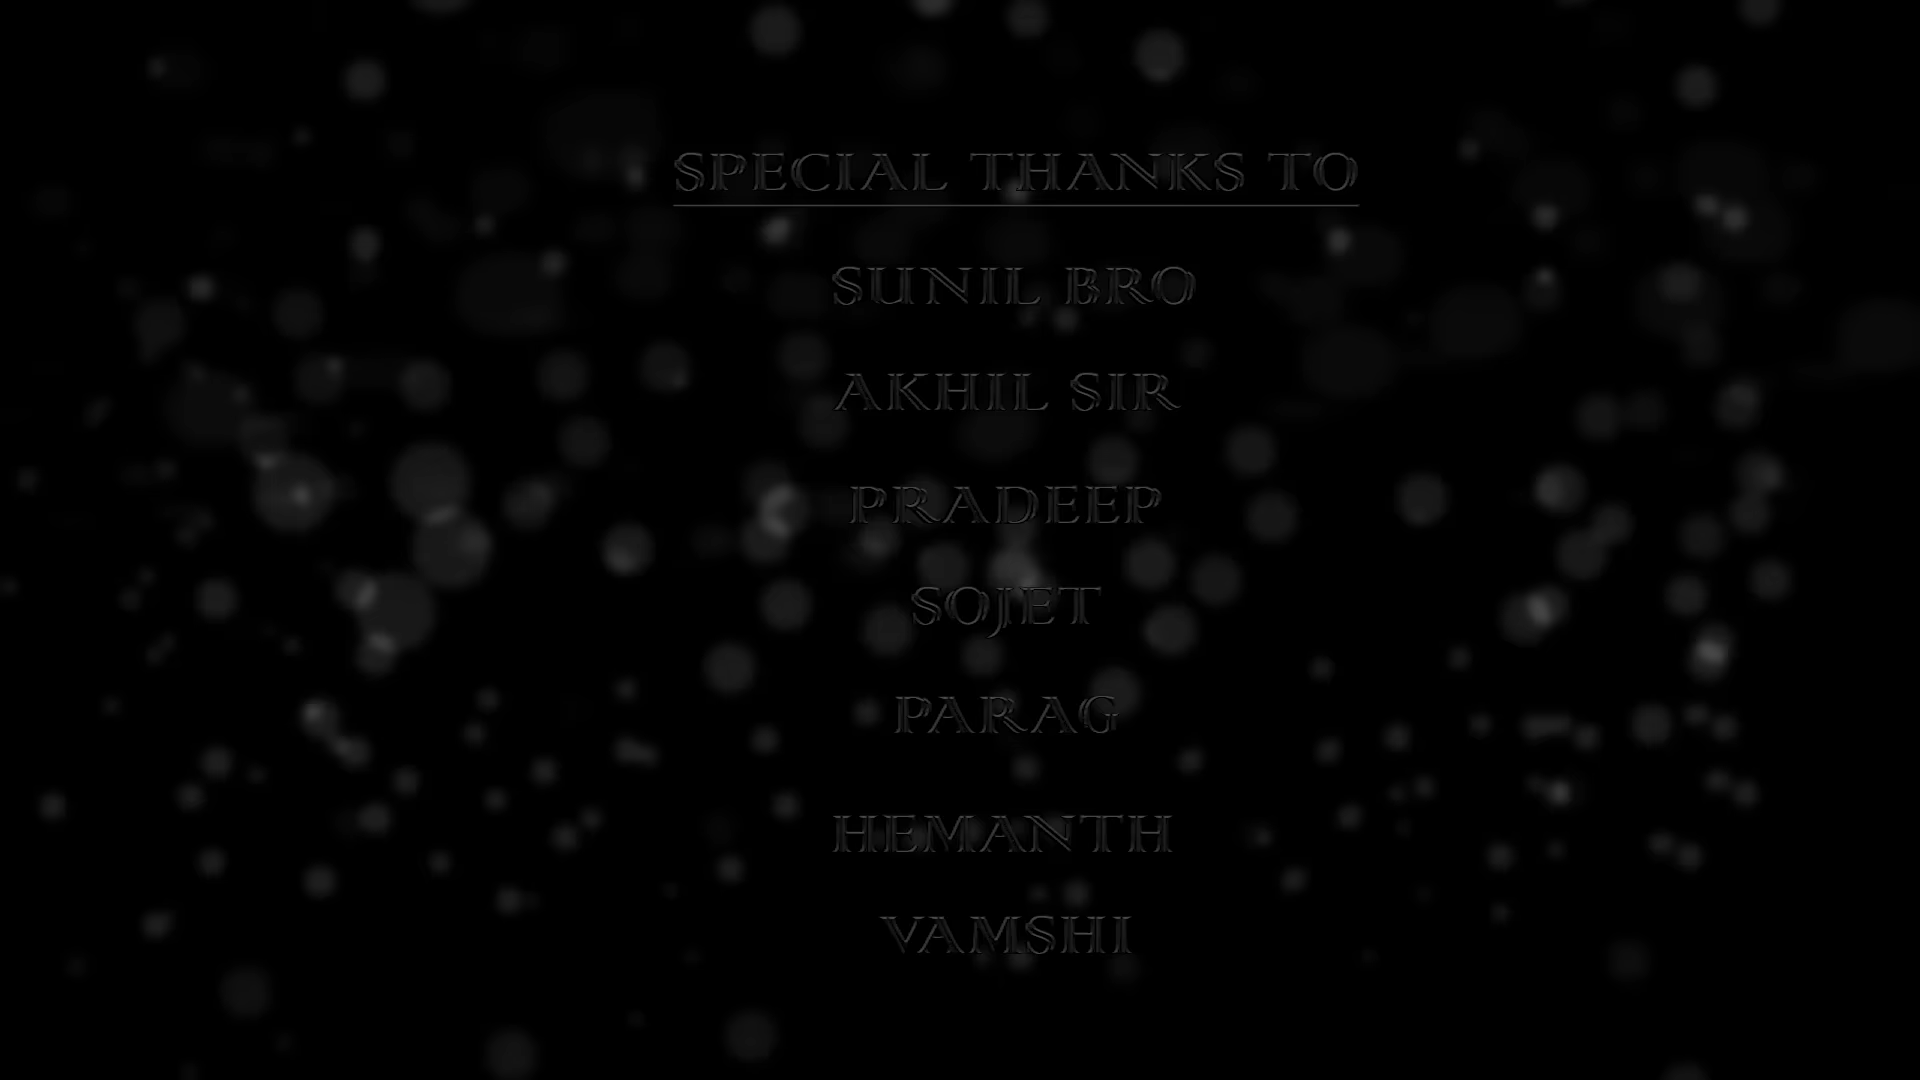 SPECIAL THANKS TO
SUNIL BRO
AKHIL SIR
PRADEEP
SOJET
PARAG
HEMANTH
VAMSHI